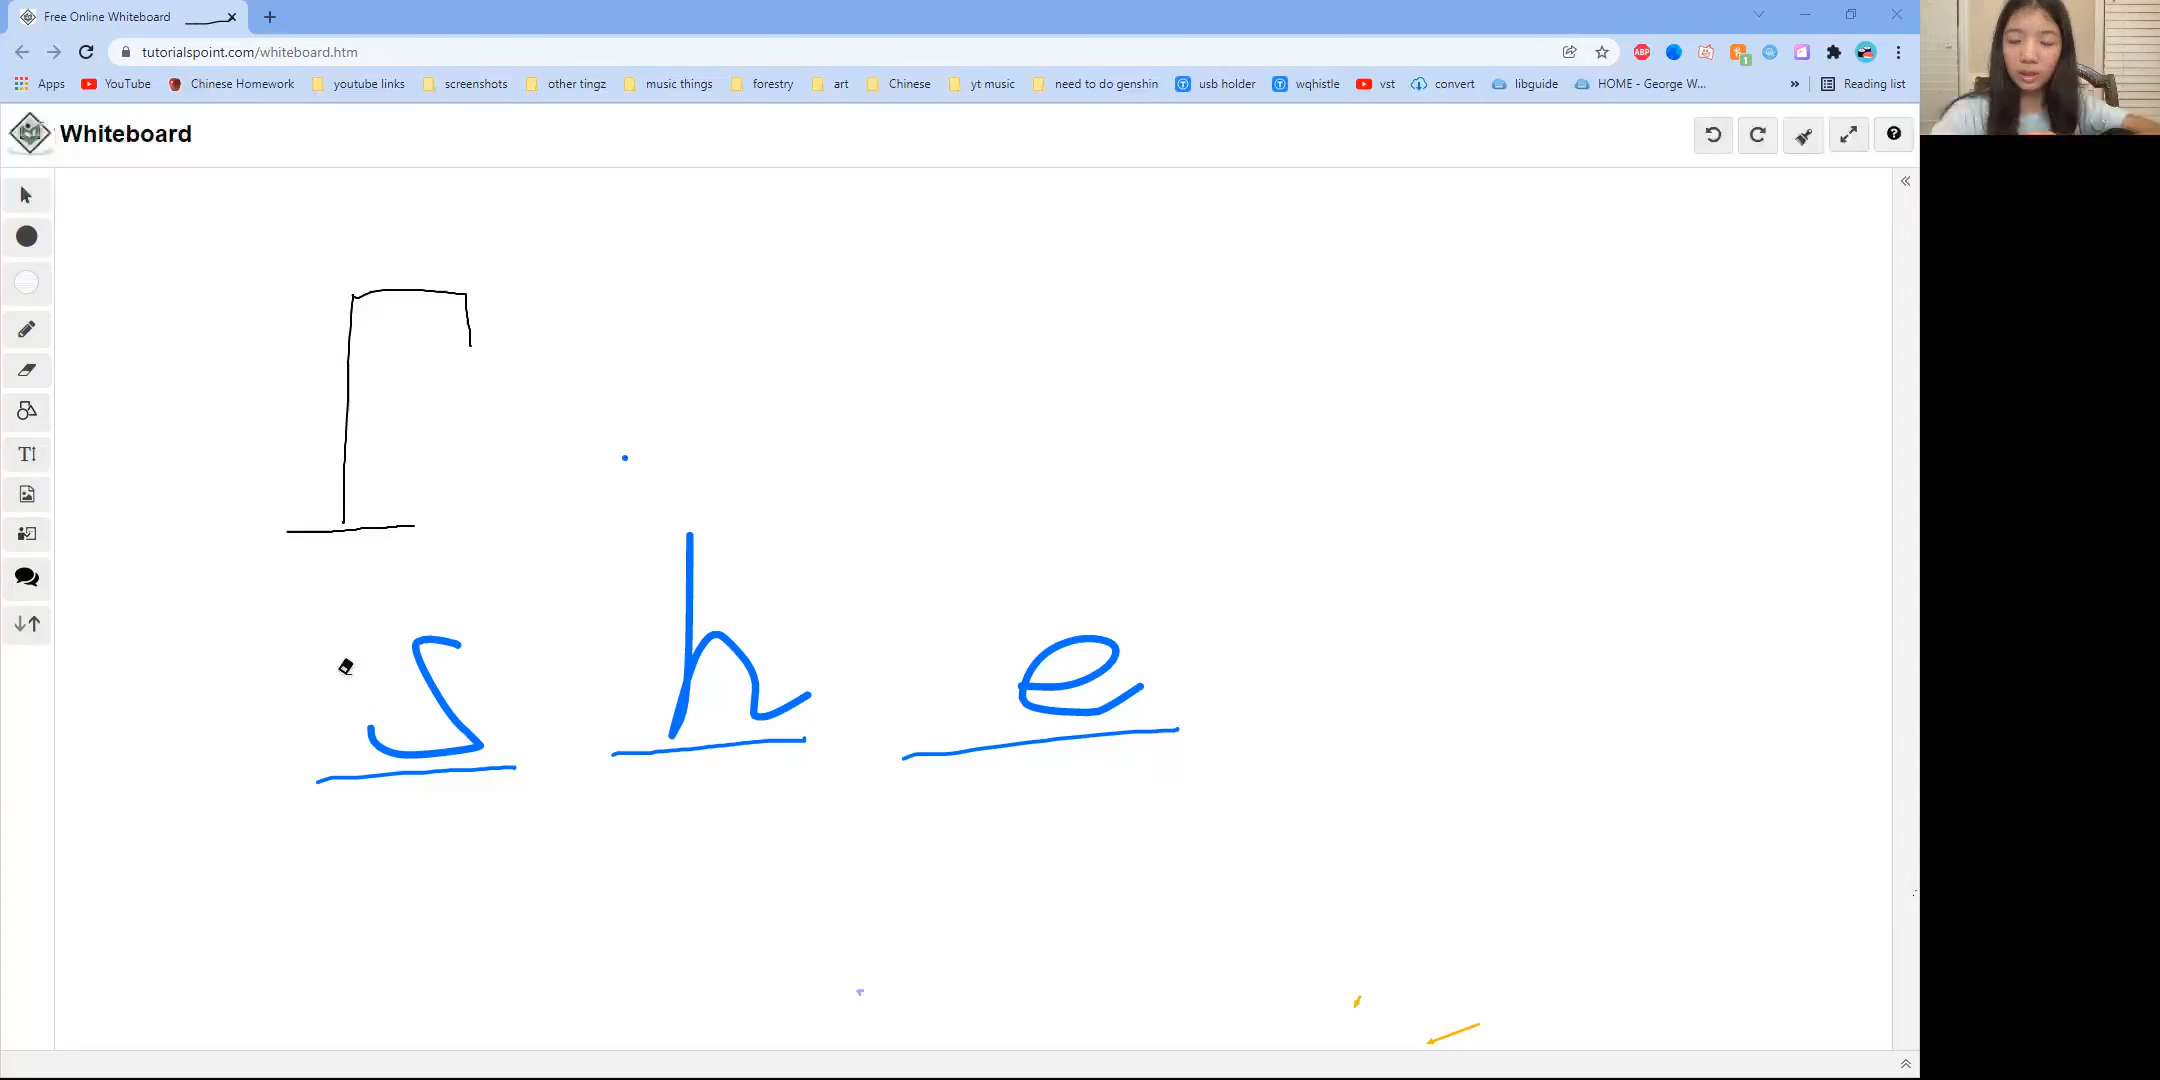 Free Online Whiteboard
tutorialspoint.com/whiteboard.htm
ABP
1
Apps YouTube Chinese Homework youtube links screenshots other tingz music things forestry art Chinese yt music need to do genshin usb holder wqhistle vst convert libguide HOME - George W... » Reading list
Whiteboard
s h e